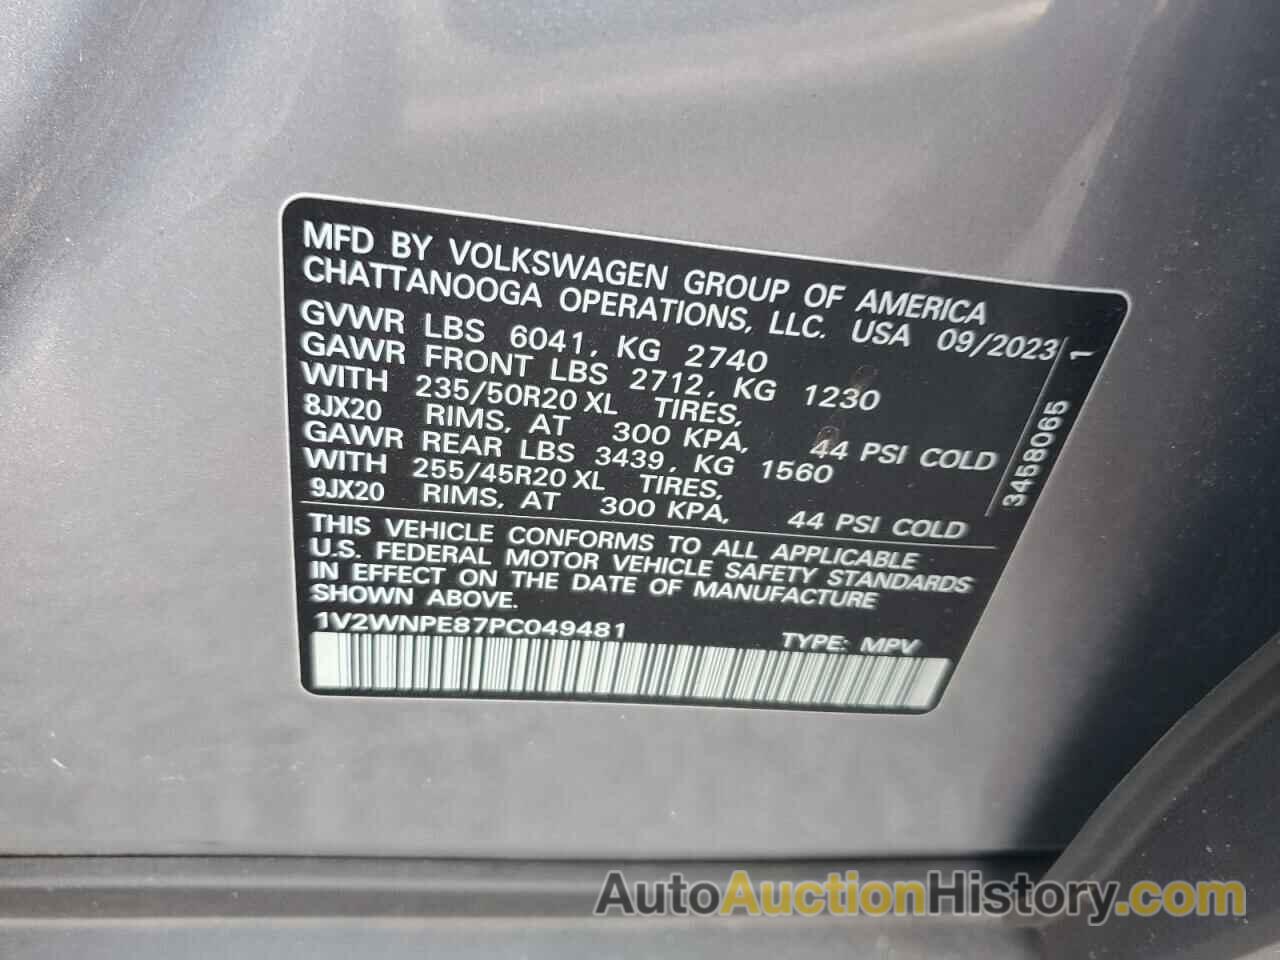 MFD BY VOLKSWAGEN GROUP OF AMERICA
CHATTANOOGA OPERATIONS, LLC. USA 09/2023
GVWR LBS 6041, KG 2740
GAWR FRONT LBS 2712, KG 1230
WITH 235/50R20 XL TIRES,
8JX20 RIMS, AT 300 KPA, 44 PSI COLD
GAWR REAR LBS 3439, KG 1560
WITH 255/45R20 XL TIRES,
9JX20 RIMS, AT 300 KPA, 44 PSI COLD
3458065 1
THIS VEHICLE CONFORMS TO ALL APPLICABLE
U.S. FEDERAL MOTOR VEHICLE SAFETY STANDARDS
IN EFFECT ON THE DATE OF MANUFACTURE
SHOWN ABOVE.
1V2WNPE87PC049481 TYPE: MPV
AutoAuctionHistory.com